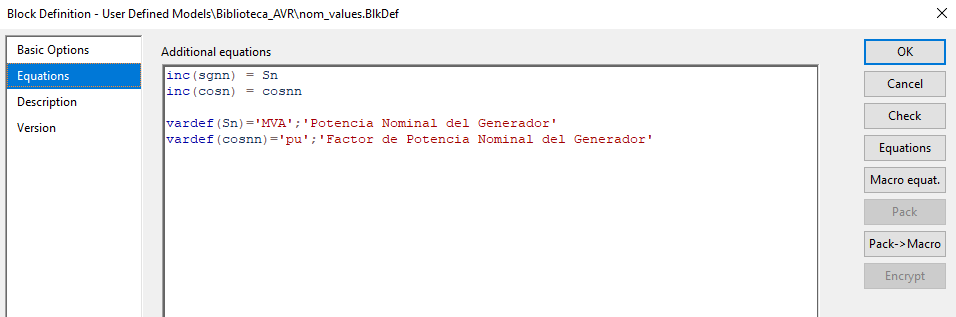 Block Definition - User Defined Models\Biblioteca_AVR\nom_values.BlkDef
Basic Options
Equations
Description
Version
Additional equations
inc(sgnn) = Sn
inc(cosn) = cosnn
vardef(Sn)='MVA';'Potencia Nominal del Generador'
vardef(cosnn)='pu';'Factor de Potencia Nominal del Generador'
OK
Cancel
Check
Equations
Macro equat.
Pack
Pack->Macro
Encrypt